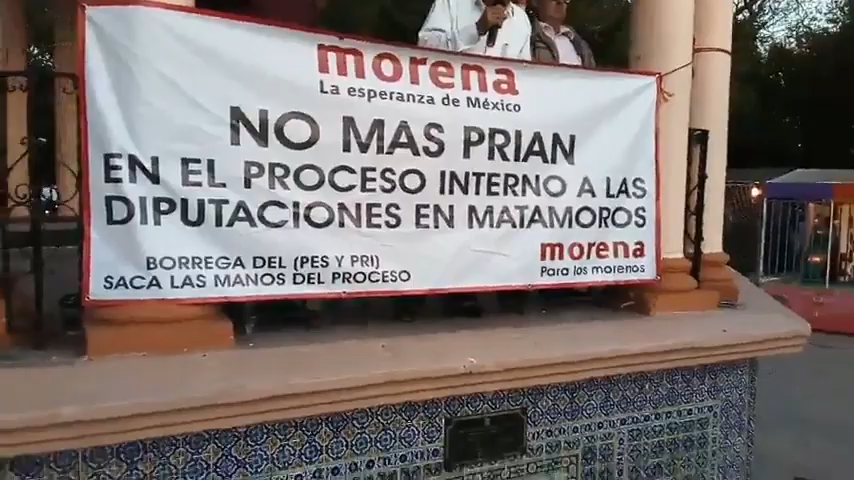 morena
La esperanza de México
NO MAS PRIAN
EN EL PROCESO INTERNO A LAS
DIPUTACIONES EN MATAMOROS
BORREGA DEL (PES Y PRI)
SACA LAS MANOS DEL PROCESO
morena
Para los morenos